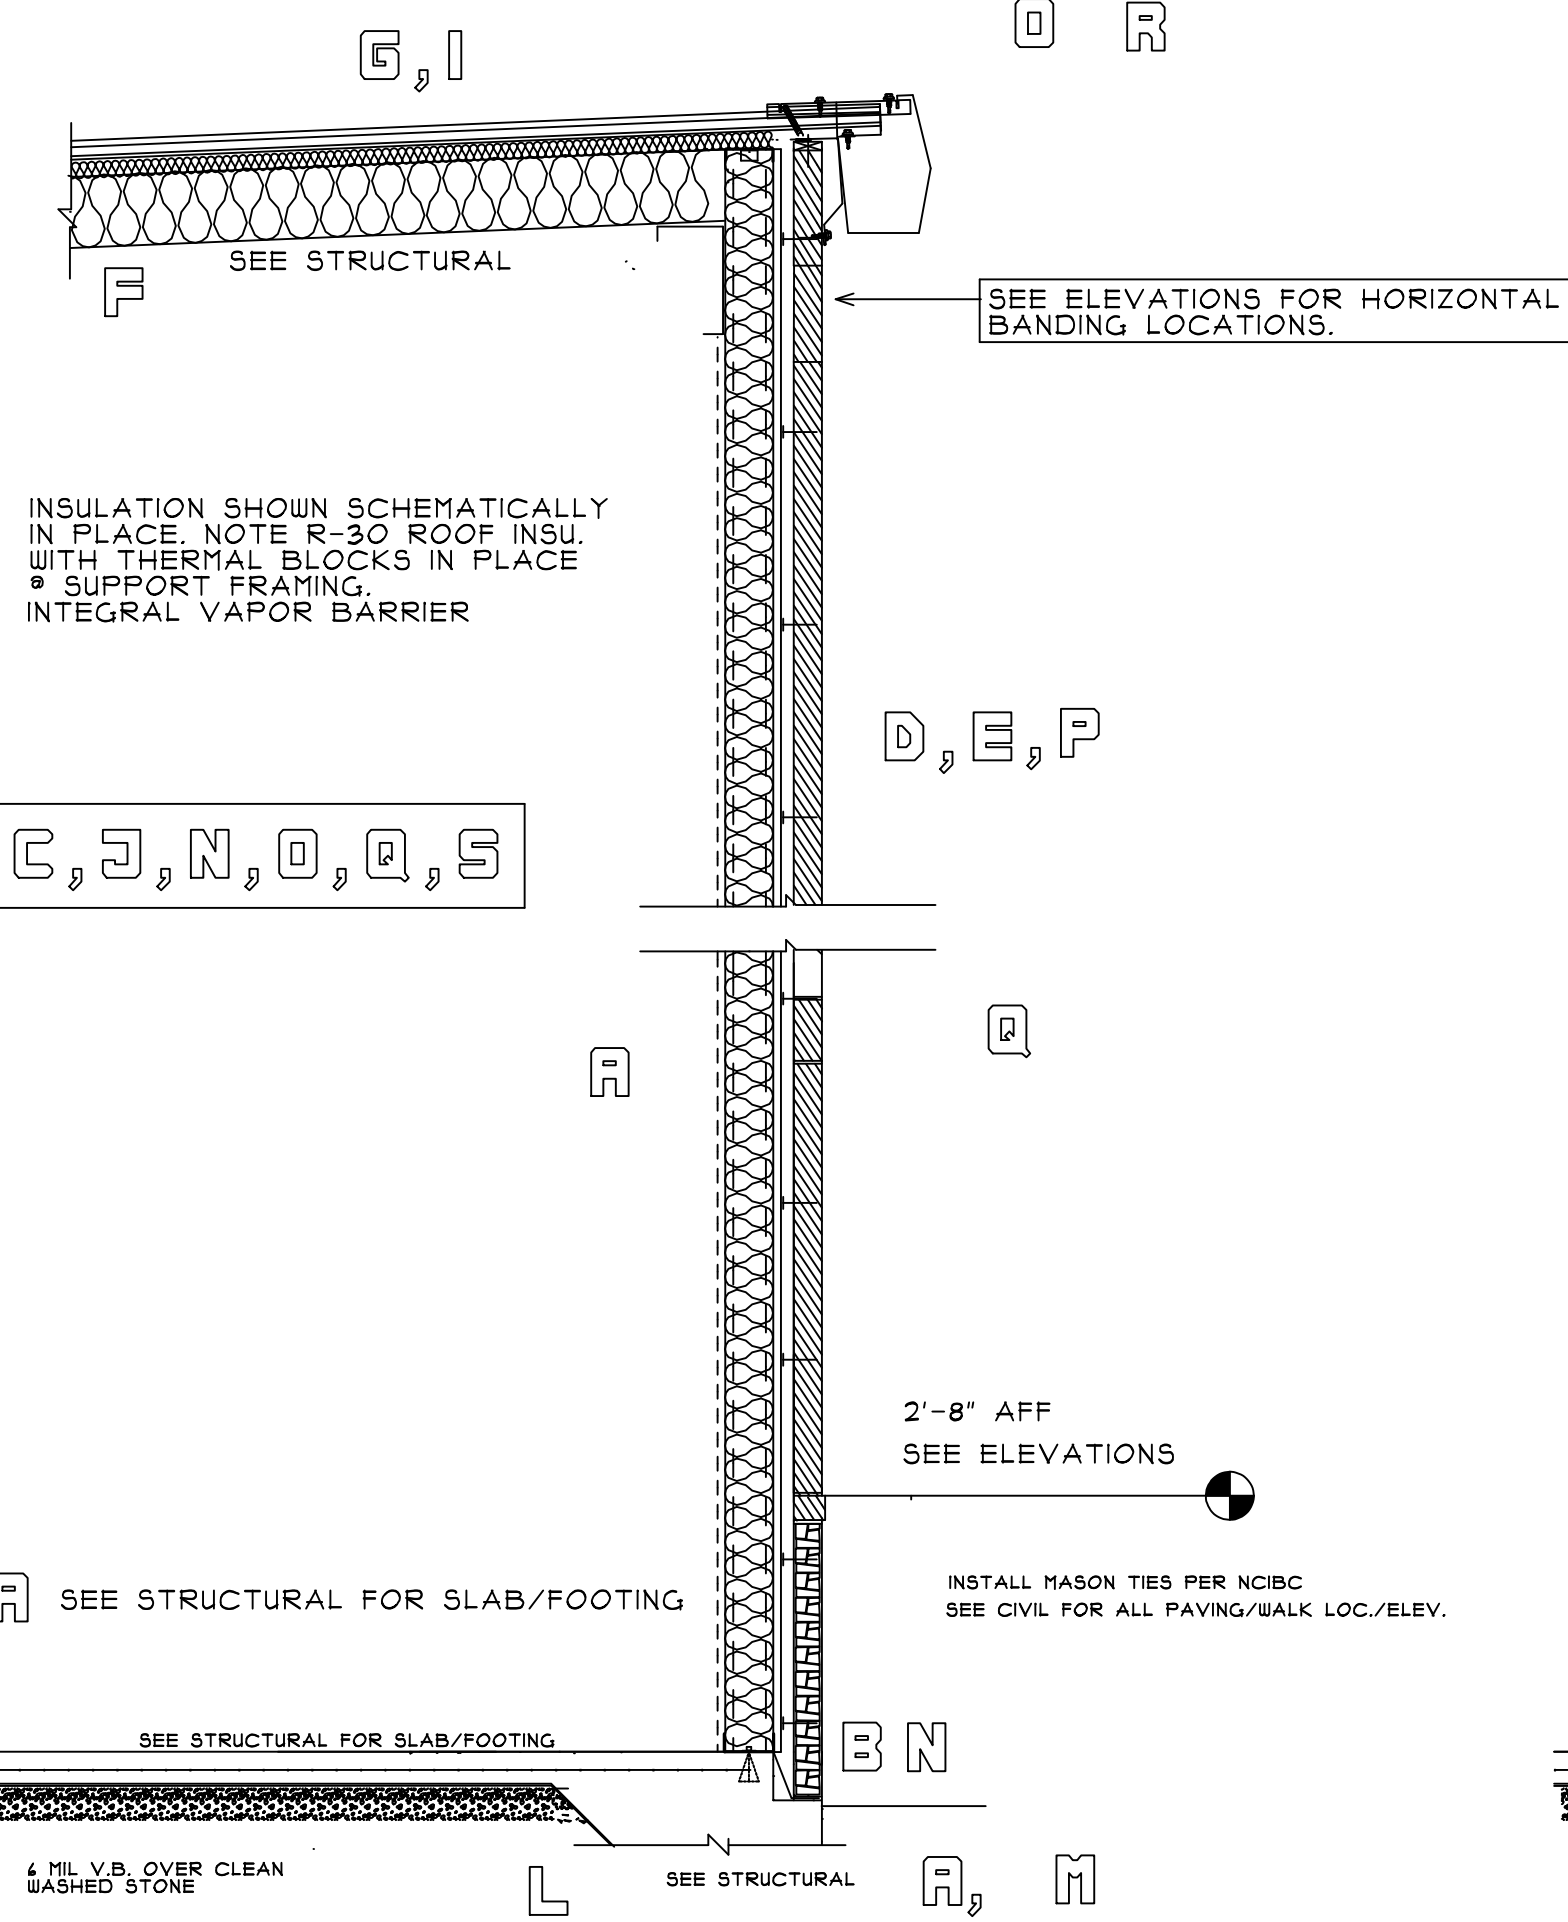 O R
G,I
SEE STRUCTURAL
F
SEE ELEVATIONS FOR HORIZONTAL
BANDING LOCATIONS.
INSULATION SHOWN SCHEMATICALLY
IN PLACE. NOTE R-30 ROOF INSU.
WITH THERMAL BLOCKS IN PLACE
@ SUPPORT FRAMING.
INTEGRAL VAPOR BARRIER
D,E,P
C,J,N,O,Q,S
Q
A
2'-8" AFF
SEE ELEVATIONS
A SEE STRUCTURAL FOR SLAB/FOOTING
INSTALL MASON TIES PER NCIBC
SEE CIVIL FOR ALL PAVING/WALK LOC./ELEV.
SEE STRUCTURAL FOR SLAB/FOOTING
B N
6 MIL V.B. OVER CLEAN
WASHED STONE
L
SEE STRUCTURAL
A, M